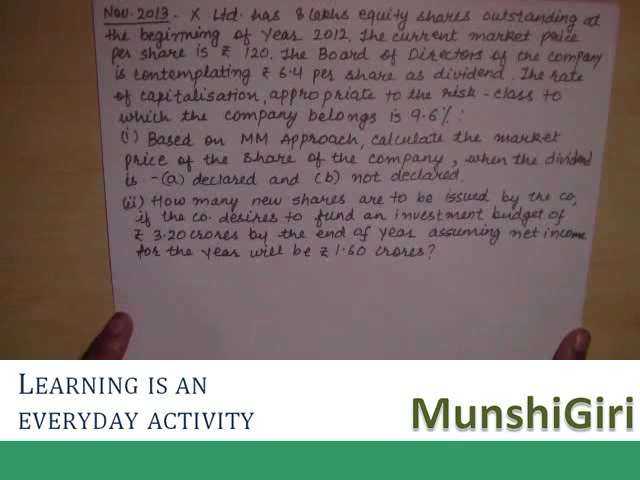 Nov. 2013 - X Ltd. has 8 lakhs equity shares outstanding at
the beginning of year 2012. The current market price
per share is ₹ 120. The Board of Directors of the company
is contemplating ₹ 6.4 per share as dividend. The rate
of capitalisation, appropriate to the risk-class to
which the company belongs is 9.6%:
(i) Based on MM Approach, calculate the market
price of the share of the company, when the dividend
is - (a) declared and (b) not declared.
(ii) How many new shares are to be issued by the co,
if the co. desires to fund an investment budget of
₹ 3.20 crores by the end of year assuming net income
for the year will be ₹ 1.60 crores?
LEARNING IS AN
EVERYDAY ACTIVITY
MunshiGiri